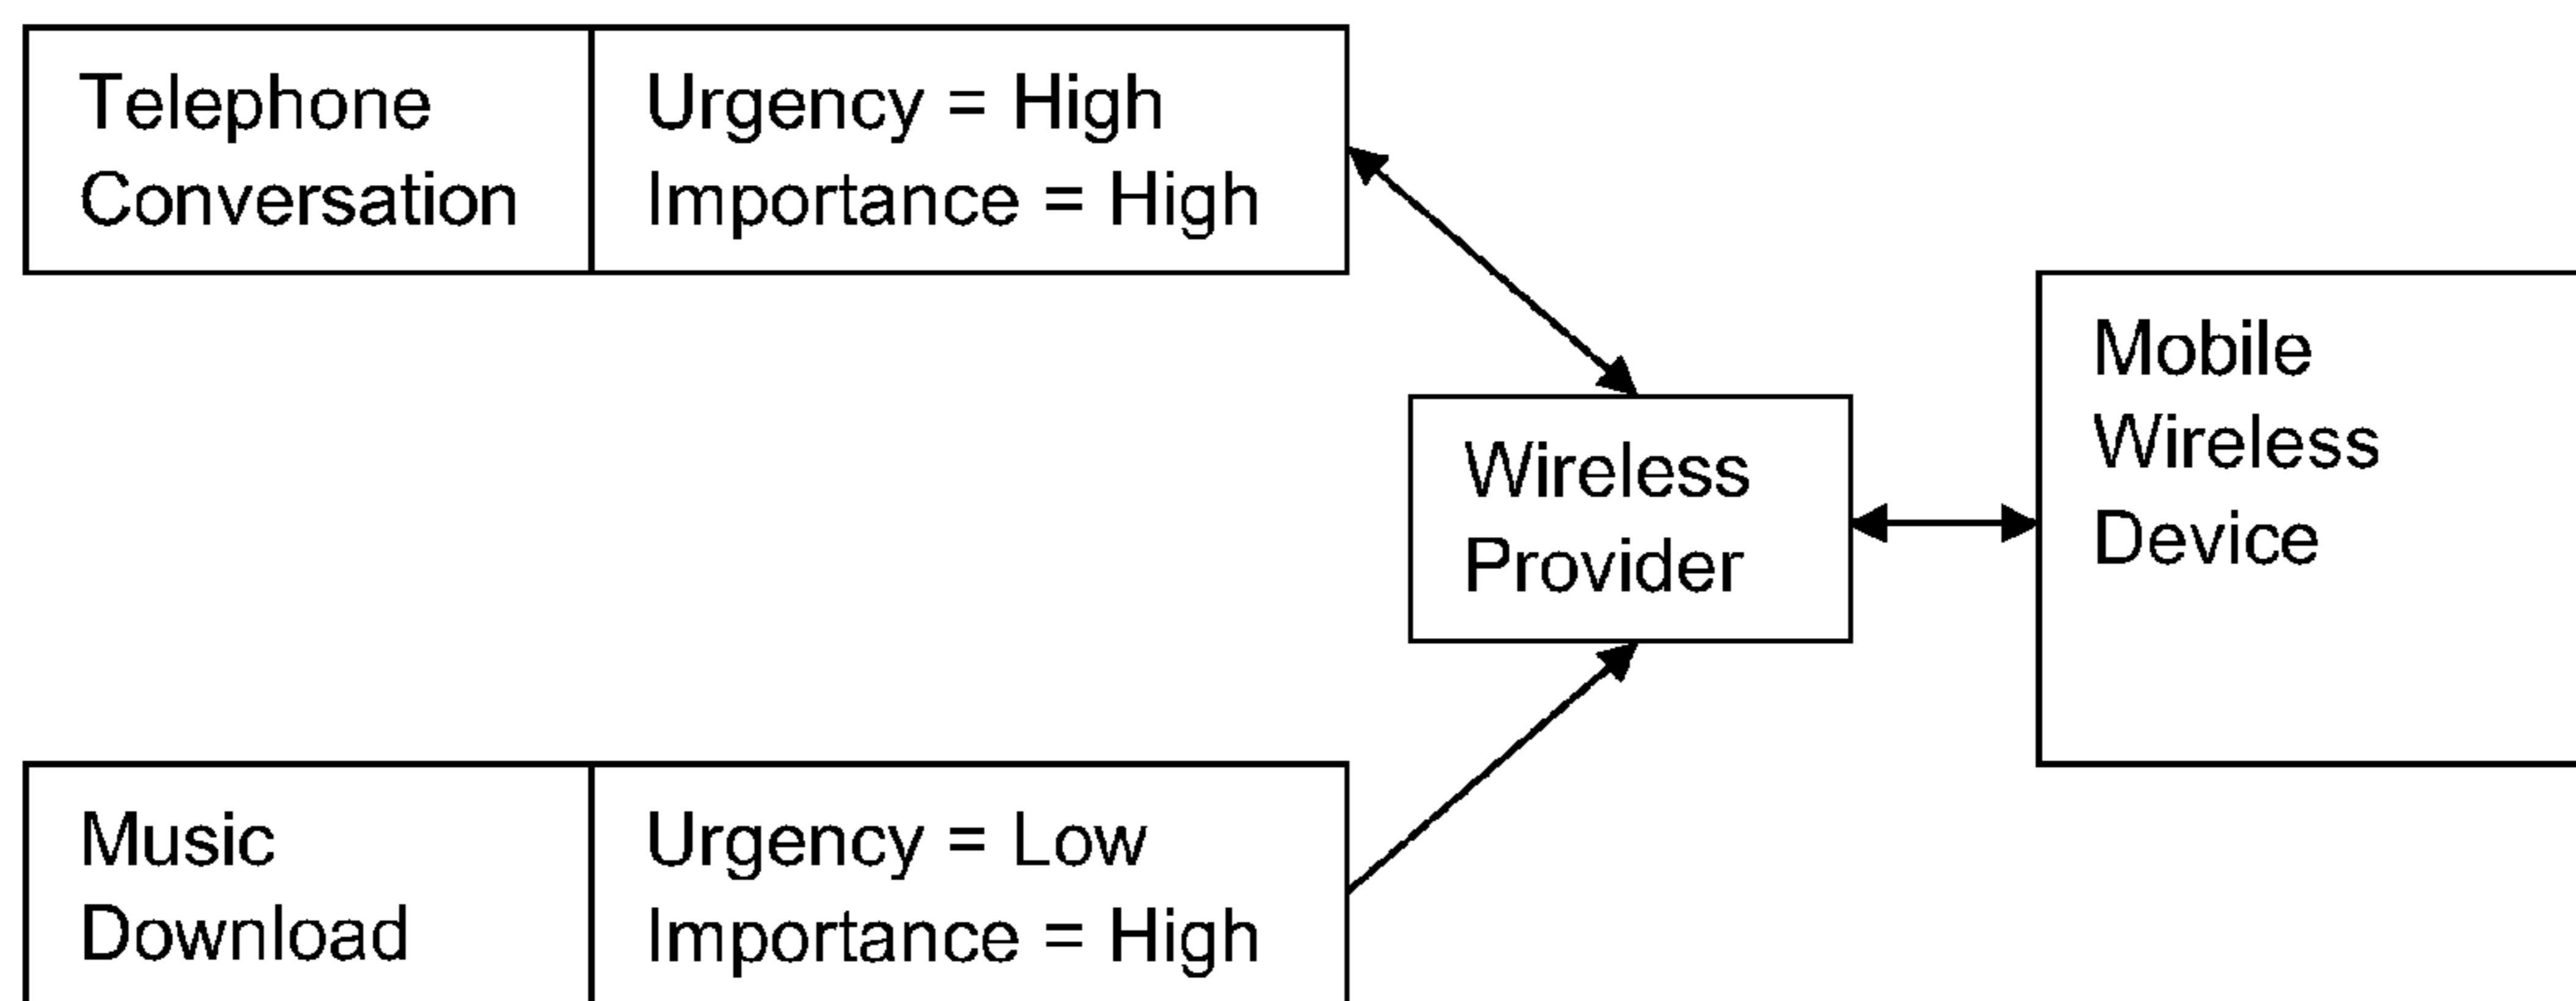 Telephone
Conversation
Urgency = High
Importance = High
Wireless
Provider
Mobile
Wireless
Device
Music
Download
Urgency = Low
Importance = High